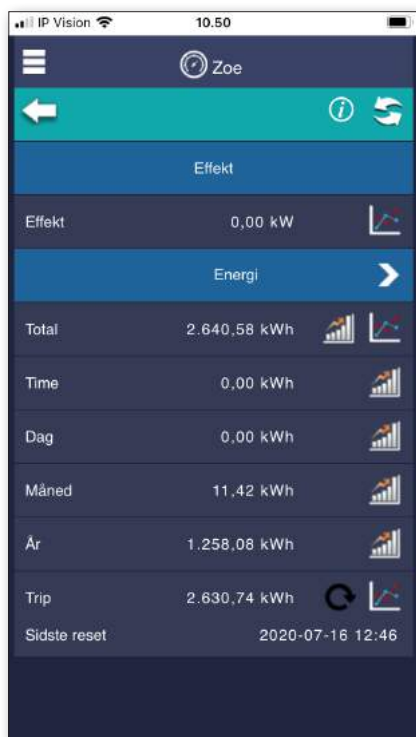 IP Vision 10.50
Zoe
i
Effekt
Effekt 0,00 kW
Energi
Total 2.640,58 kWh
Time 0,00 kWh
Dag 0,00 kWh
Måned 11,42 kWh
År 1.258,08 kWh
Trip 2.630,74 kWh
Sidste reset 2020-07-16 12:46